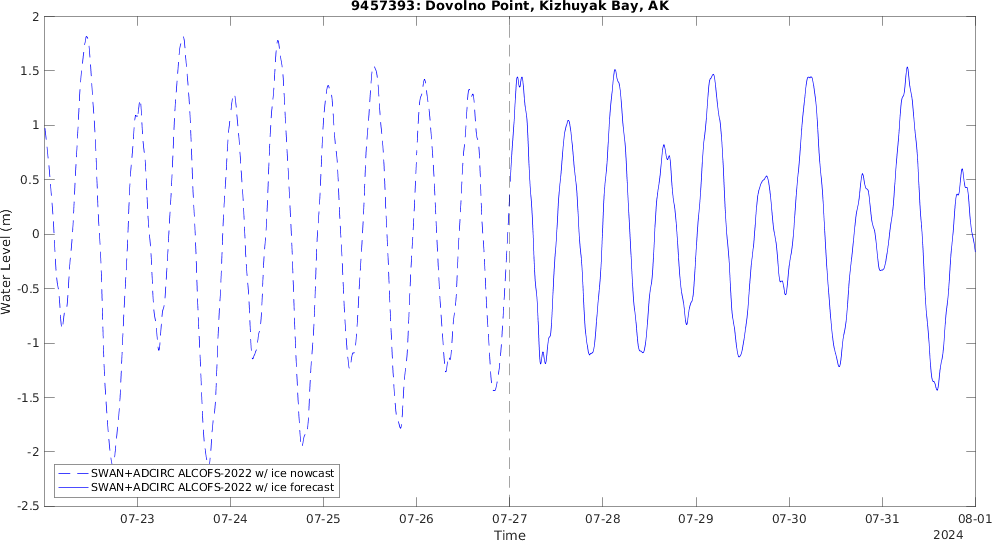 9457393: Dovolno Point, Kizhuyak Bay, AK
Water Level (m)
2
1.5
1
0.5
0
-0.5
-1
-1.5
-2
-2.5
SWAN+ADCIRC ALCOFS-2022 w/ ice nowcast
SWAN+ADCIRC ALCOFS-2022 w/ ice forecast
07-23 07-24 07-25 07-26 07-27 07-28 07-29 07-30 07-31 08-01
Time
2024